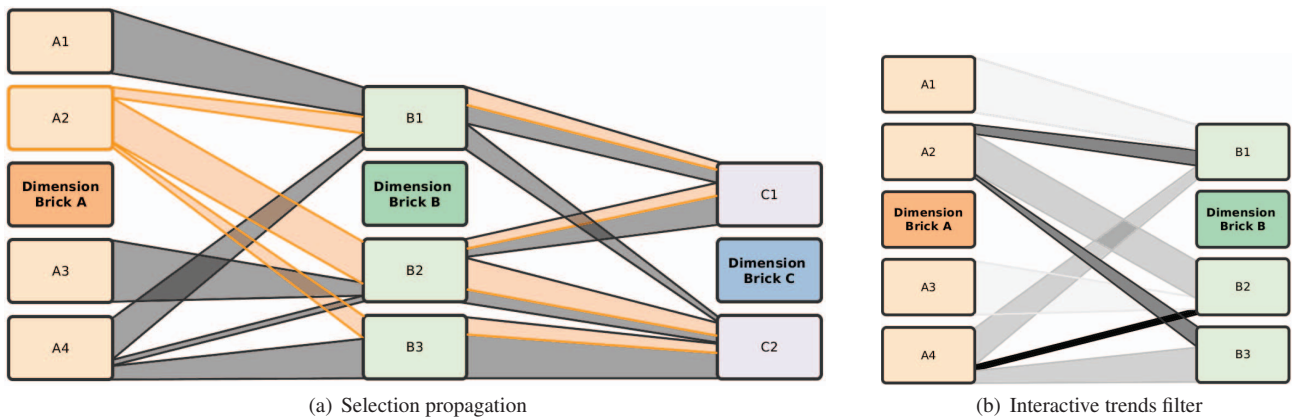 A1
A2
Dimension
Brick A
A3
A4
B1
Dimension
Brick B
B2
B3
C1
Dimension
Brick C
C2
(a) Selection propagation
A1
A2
Dimension
Brick A
A3
A4
B1
Dimension
Brick B
B2
B3
(b) Interactive trends filter